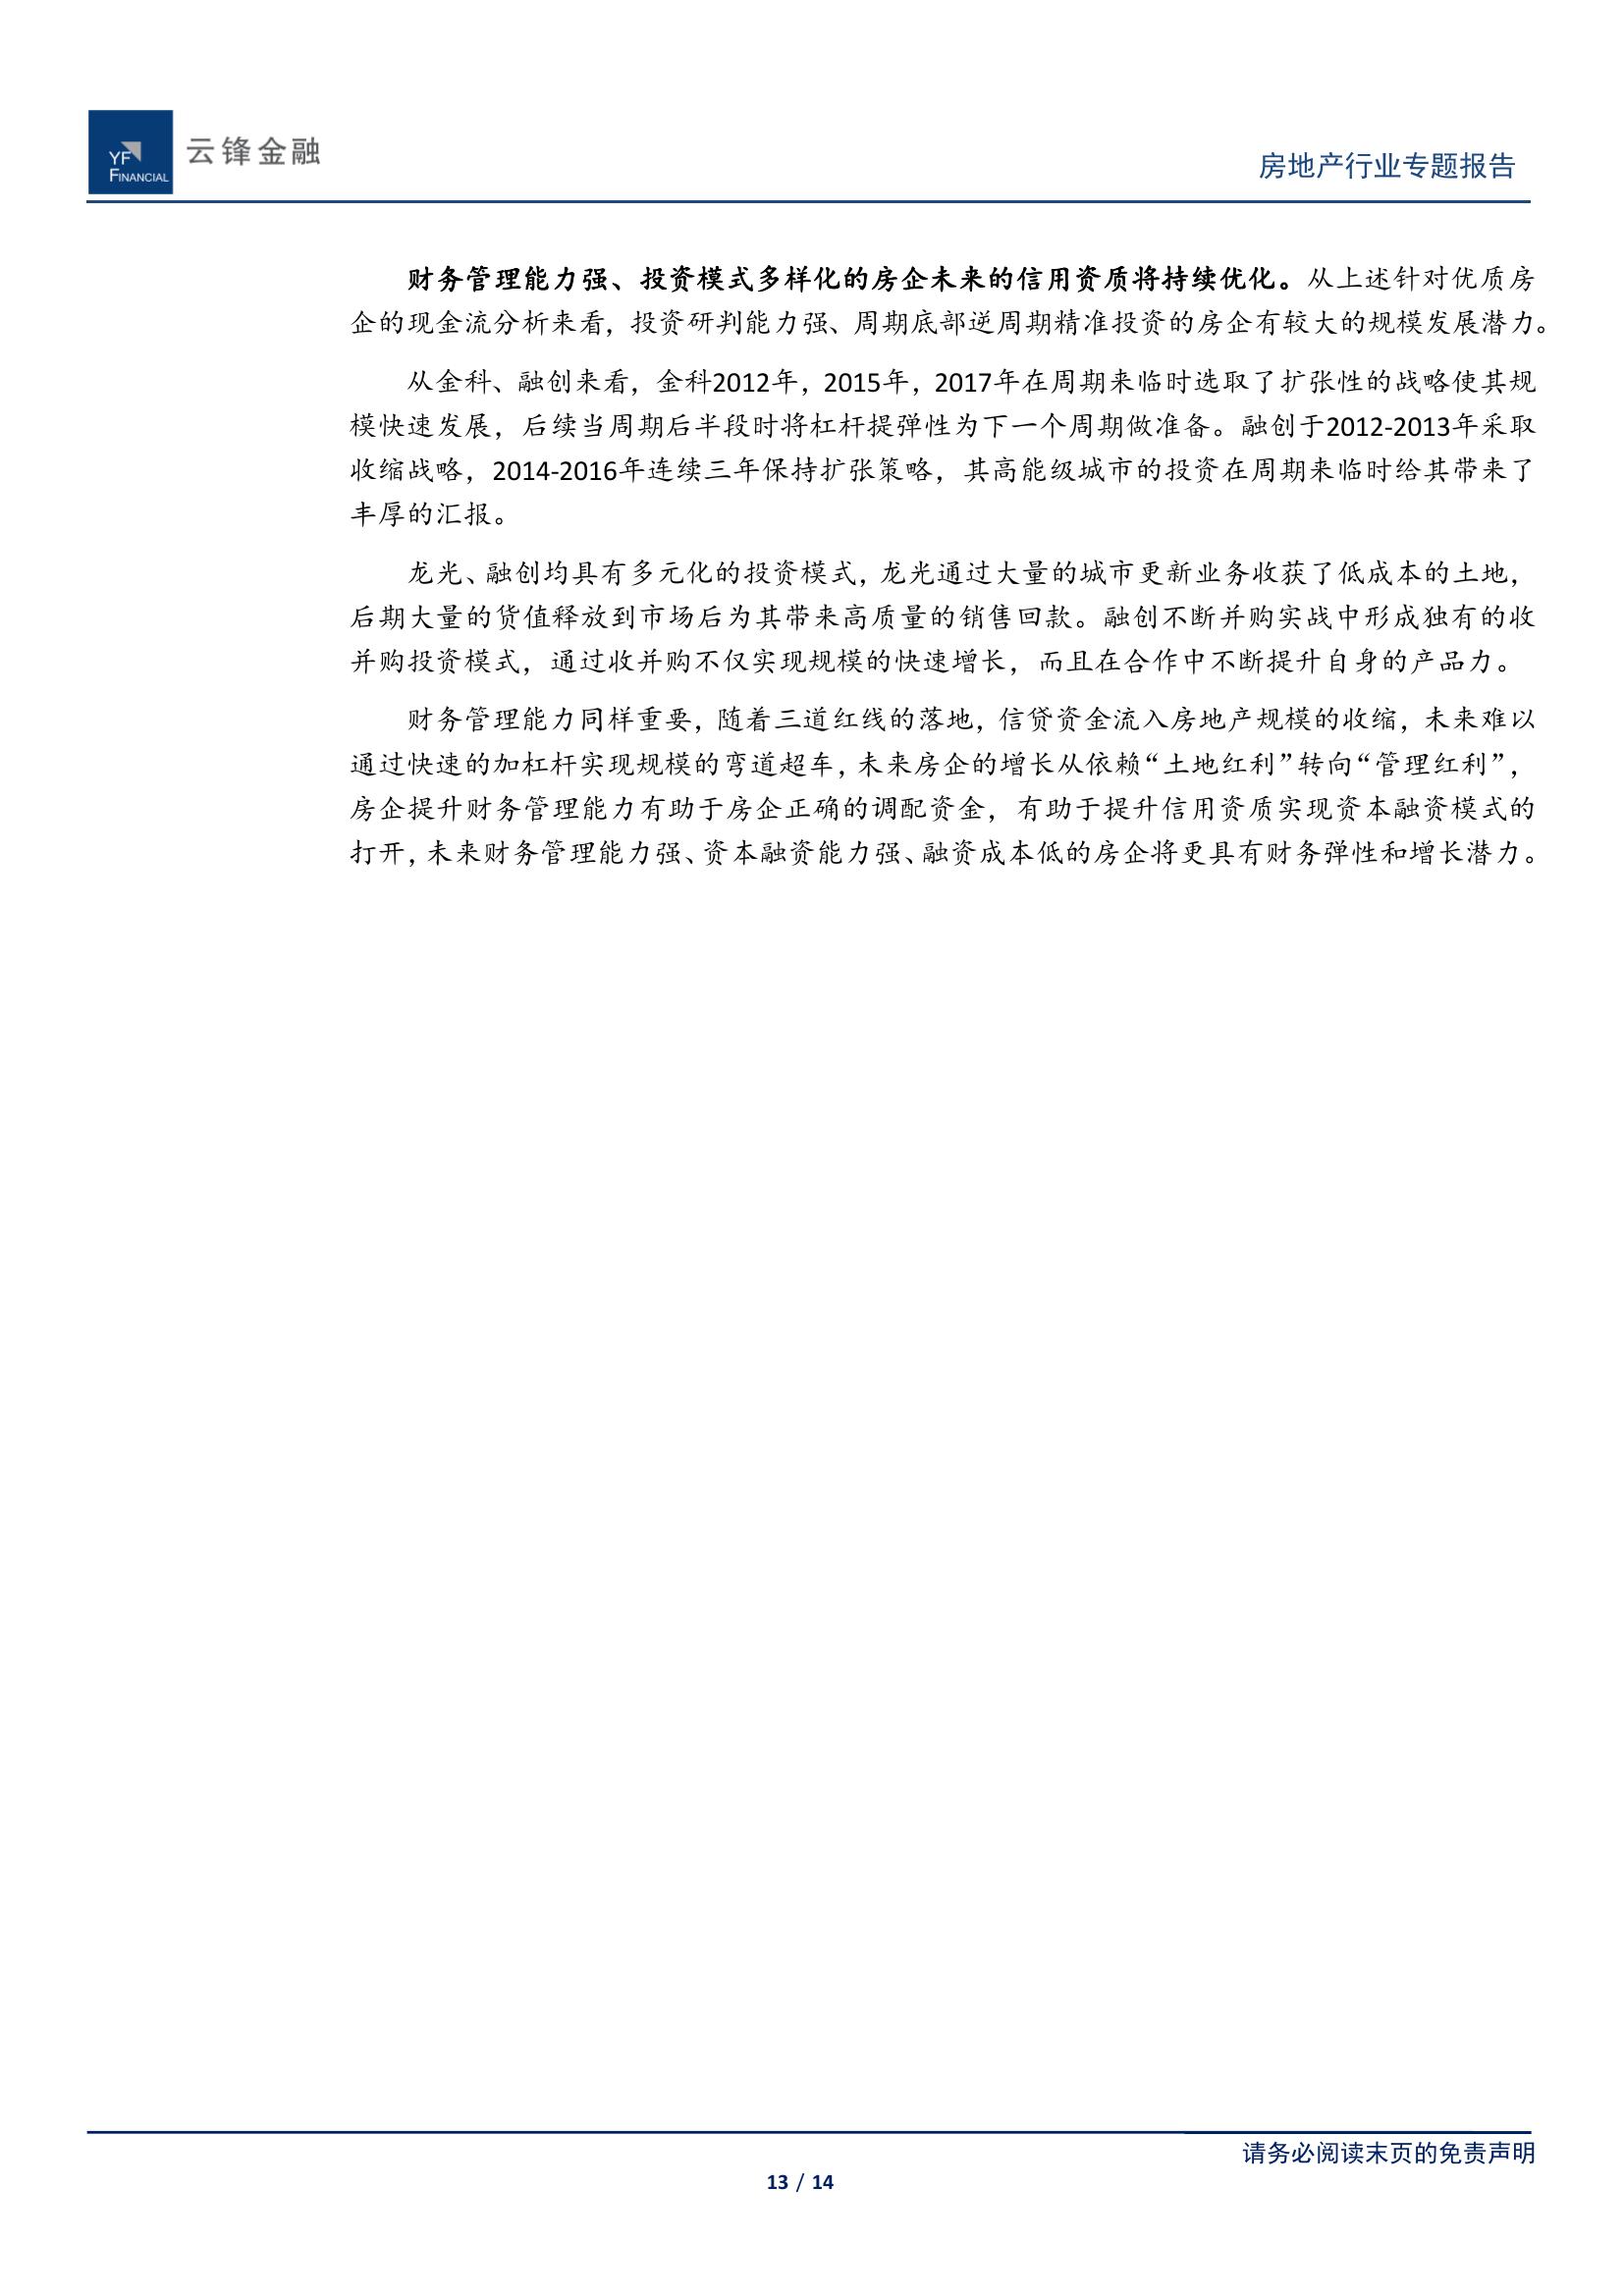 YF
FINANCIAL
云锋金融
房地产行业专题报告
财务管理能力强、投资模式多样化的房企未来的信用资质将持续优化。从上述针对优质房
企的现金流分析来看，投资研判能力强、周期底部逆周期精准投资的房企有较大的规模发展潜力。
从金科、融创来看，金科2012年，2015年，2017年在周期来临时选取了扩张性的战略使其规
模快速发展，后续当周期后半段时将杠杆提弹性为下一个周期做准备。融创于2012-2013年采取
收缩战略，2014-2016年连续三年保持扩张策略，其高能级城市的投资在周期来临时给其带来了
丰厚的汇报。
龙光、融创均具有多元化的投资模式，龙光通过大量的城市更新业务收获了低成本的土地，
后期大量的货值释放到市场后为其带来高质量的销售回款。融创不断并购实战中形成独有的收
并购投资模式，通过收并购不仅实现规模的快速增长，而且在合作中不断提升自身的产品力。
财务管理能力同样重要，随着三道红线的落地，信贷资金流入房地产规模的收缩，未来难以
通过快速的加杠杆实现规模的弯道超车，未来房企的增长从依赖“土地红利”转向“管理红利”，
房企提升财务管理能力有助于房企正确的调配资金，有助于提升信用资质实现资本融资模式的
打开，未来财务管理能力强、资本融资能力强、融资成本低的房企将更具有财务弹性和增长潜力。
请务必阅读末页的免责声明
13 / 14